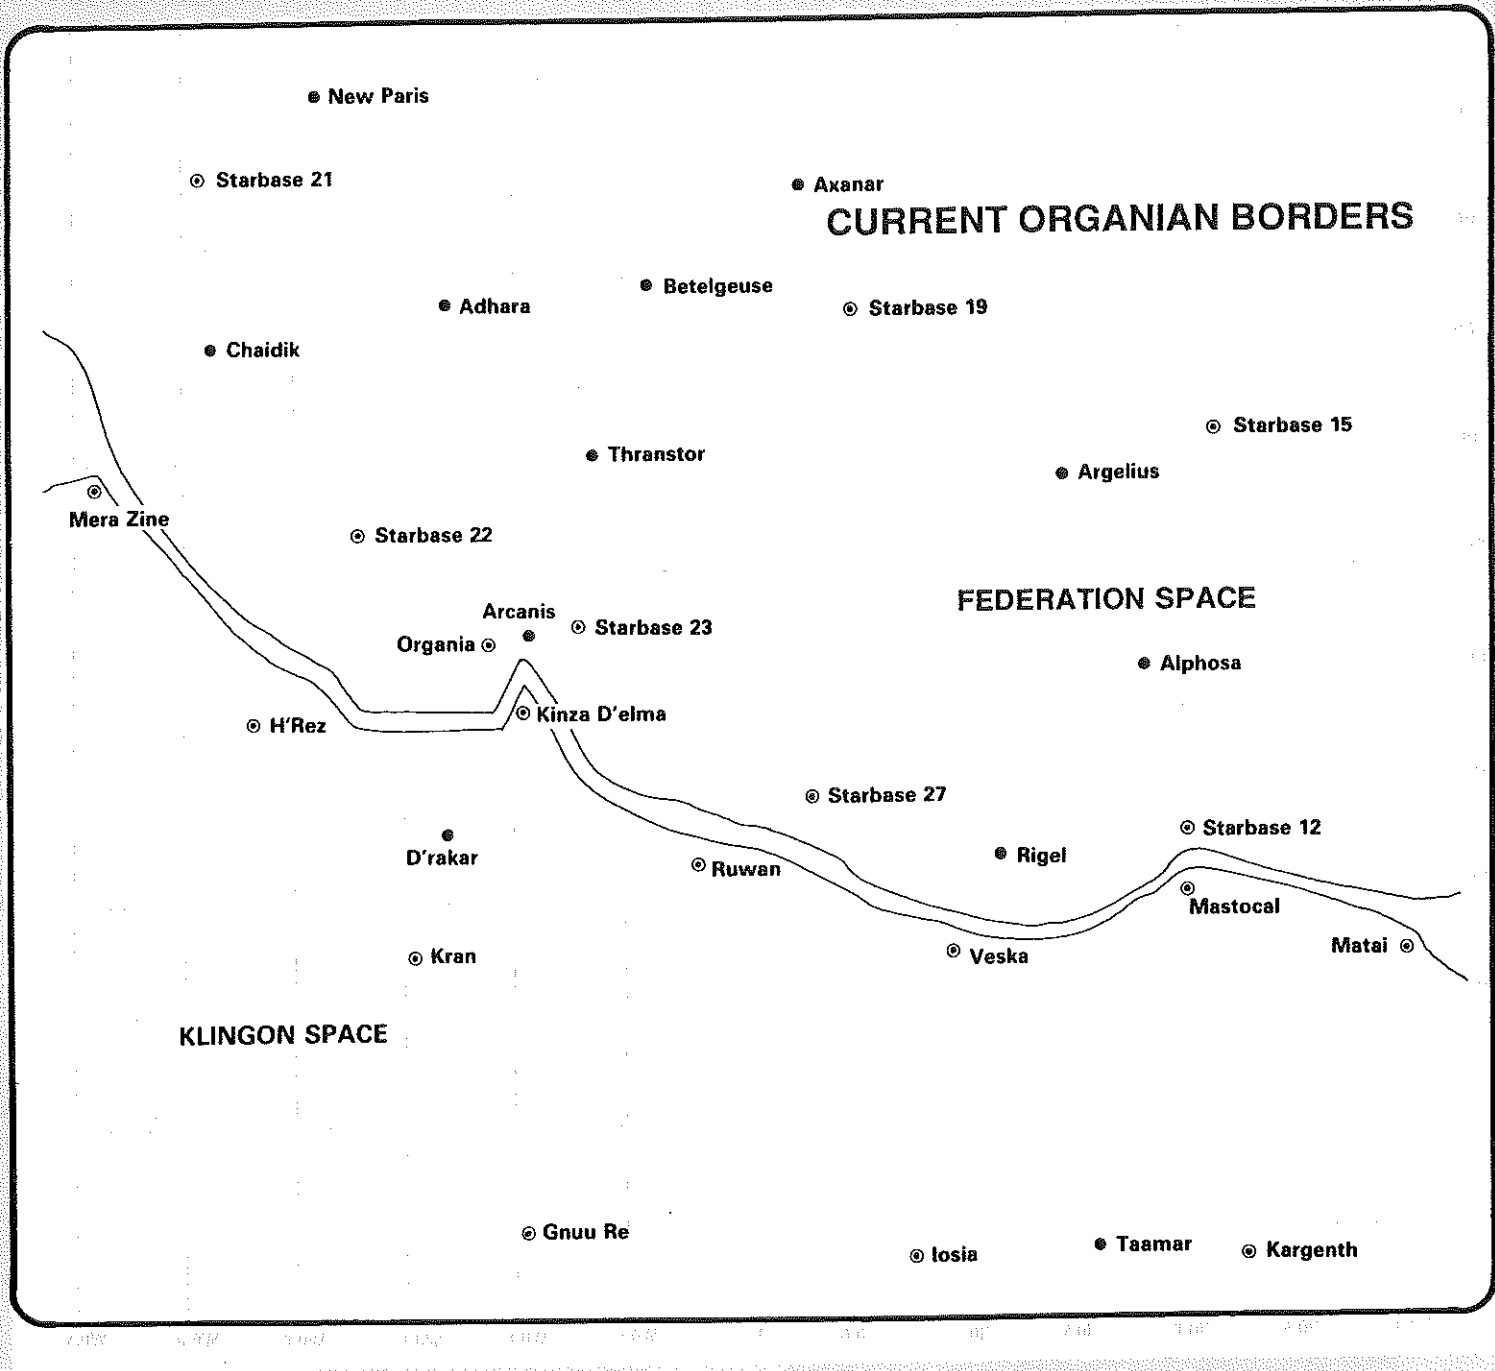 New Paris
Starbase 21
Axanar
CURRENT ORGANIAN BORDERS
Betelgeuse
Adhara
Starbase 19
Chaidik
Starbase 15
Thranstor
Argelius
Mera Zine
Starbase 22
FEDERATION SPACE
Arcanis
Starbase 23
Organia
Alphosa
Kinza D'elma
H'Rez
Starbase 27
Starbase 12
D'rakar
Rigel
Ruwan
Mastocal
Matai
Kran
Veska
KLINGON SPACE
Gnuu Re
Iosia
Taamar
Kargenth